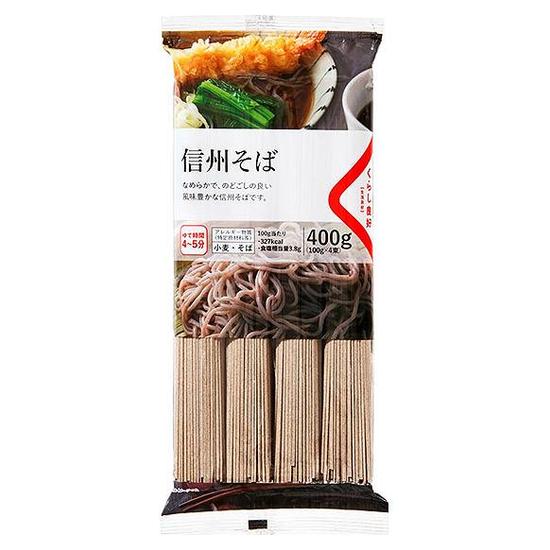 信州そば
なめらかで、のどごしの良い
風味豊かな信州そばです。
くらし良好
ゆで時間
4~5分
アレルギー物質
(特定原材料等)
小麦・そば
100g当たり
・327kcal
・食塩相当量3.8g
400g
(100g×4束)